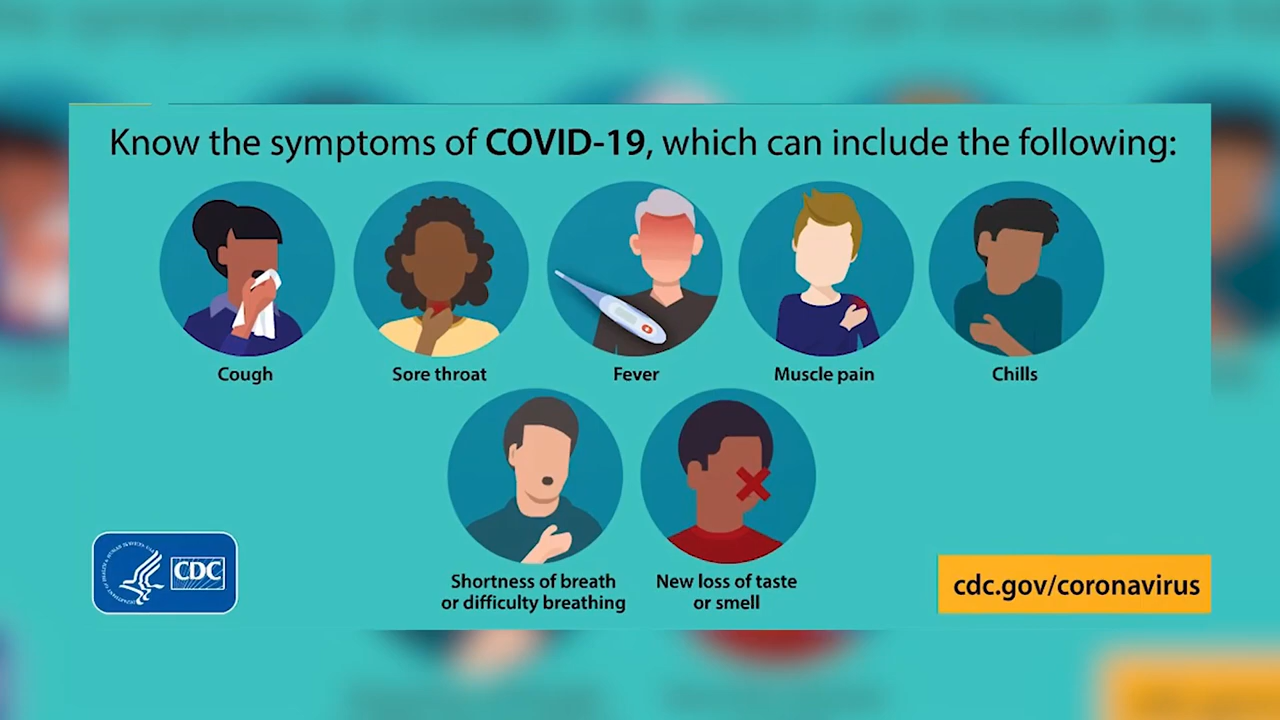 Know the symptoms of COVID-19, which can include the following:
Cough
Sore throat
Fever
Muscle pain
Chills
Shortness of breath
or difficulty breathing
New loss of taste
or smell
CDC
cdc.gov/coronavirus